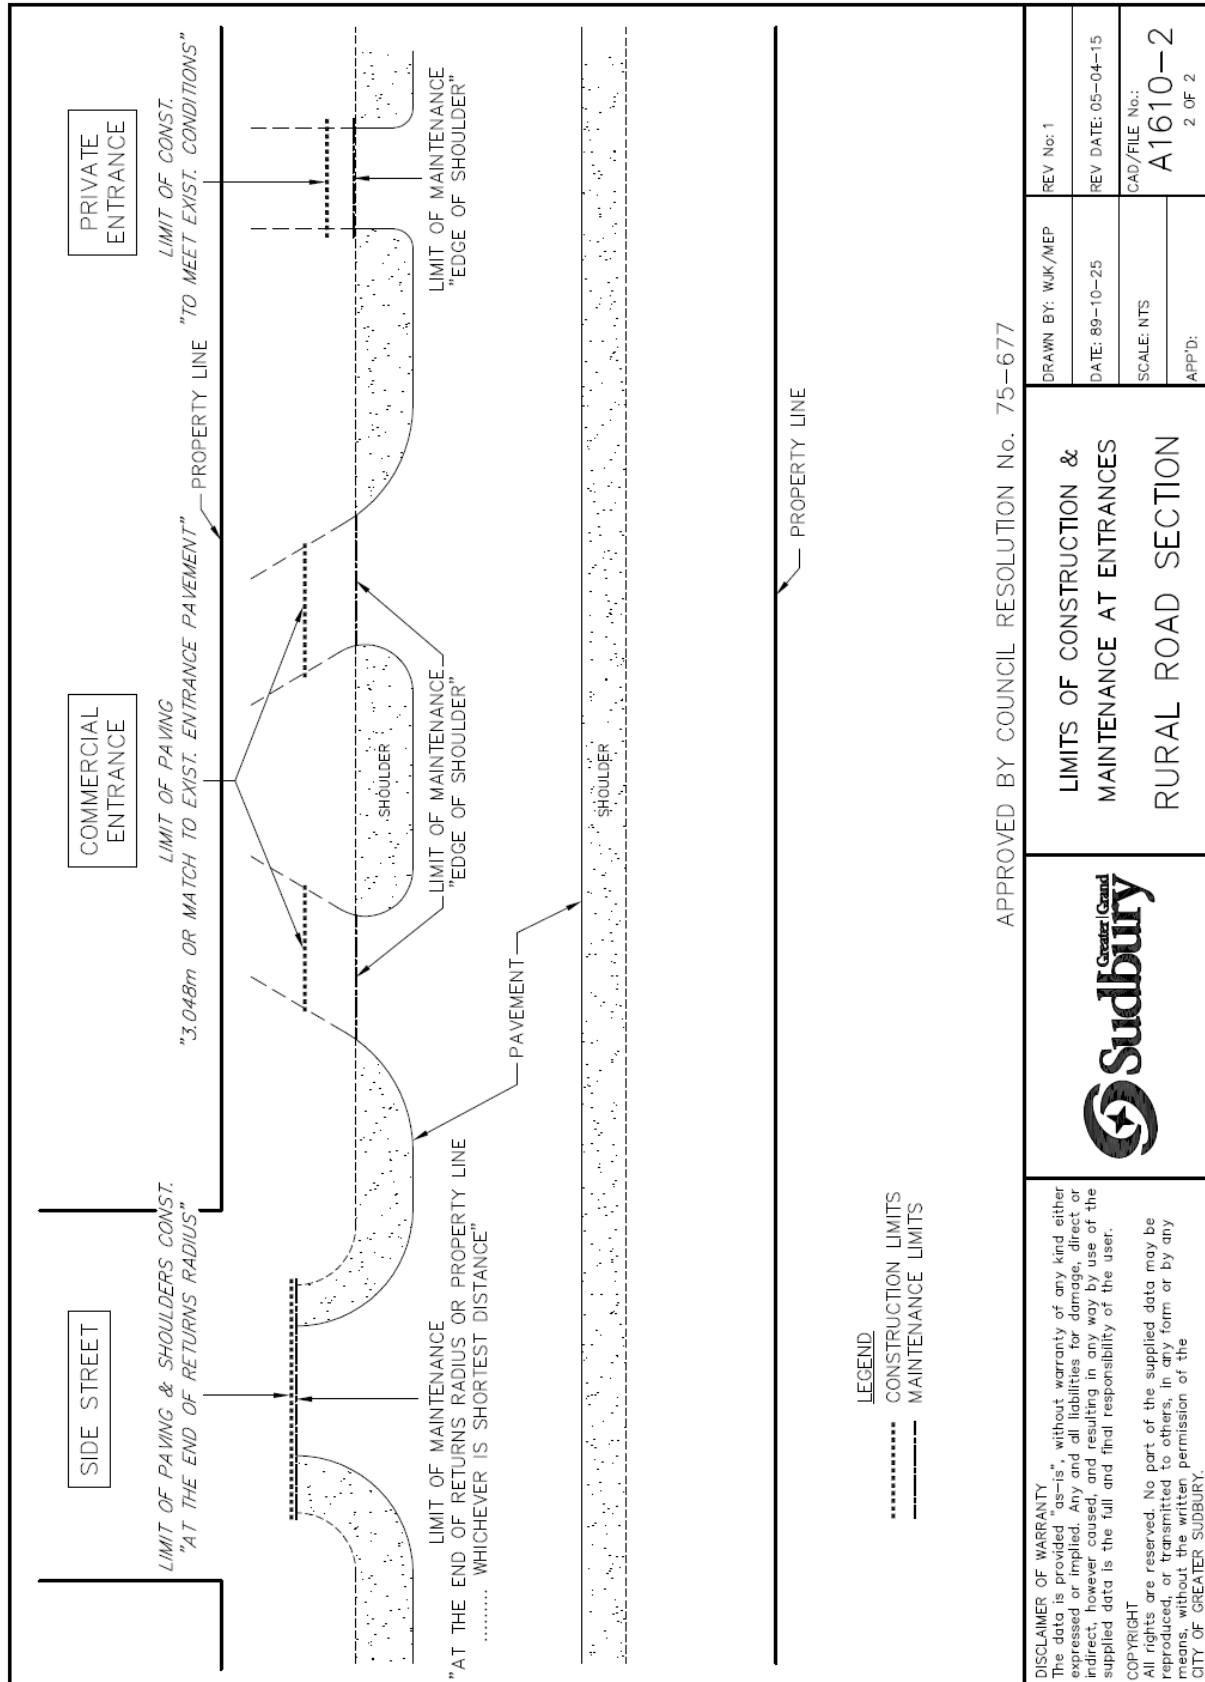 SIDE STREET
LIMIT OF PAVING & SHOULDERS CONST.
"AT THE END OF RETURNS RADIUS"
COMMERCIAL
ENTRANCE
LIMIT OF PAVING
"3.048m OR MATCH TO EXIST. ENTRANCE PAVEMENT"
PRIVATE
ENTRANCE
LIMIT OF CONST.
"TO MEET EXIST. CONDITIONS"
PROPERTY LINE
SHOULDER
LIMIT OF MAINTENANCE
"AT THE END OF RETURNS RADIUS OR PROPERTY LINE
........ WHICHEVER IS SHORTEST DISTANCE"
LIMIT OF MAINTENANCE
"EDGE OF SHOULDER"
LIMIT OF MAINTENANCE
"EDGE OF SHOULDER"
PAVEMENT
SHOULDER
PROPERTY LINE
LEGEND
CONSTRUCTION LIMITS
MAINTENANCE LIMITS
APPROVED BY COUNCIL RESOLUTION No. 75-677
DISCLAIMER OF WARRANTY
The data is provided "as-is", without warranty of any kind either
expressed or implied. Any and all liabilities for damage, direct or
indirect, however caused, and resulting in any way by use of the
supplied data is the full and final responsibility of the user.
COPYRIGHT
All rights are reserved. No part of the supplied data may be
reproduced, or transmitted to others, in any form or by any
means, without the written permission of the
CITY OF GREATER SUDBURY.
Greater Grand
Sudbury
LIMITS OF CONSTRUCTION &
MAINTENANCE AT ENTRANCES
RURAL ROAD SECTION
DRAWN BY: WJK/MEP
REV No: 1
DATE: 89-10-25
REV DATE: 05-04-15
SCALE: NTS
CAD/FILE No.:
A1610-2
2 OF 2
APP'D: